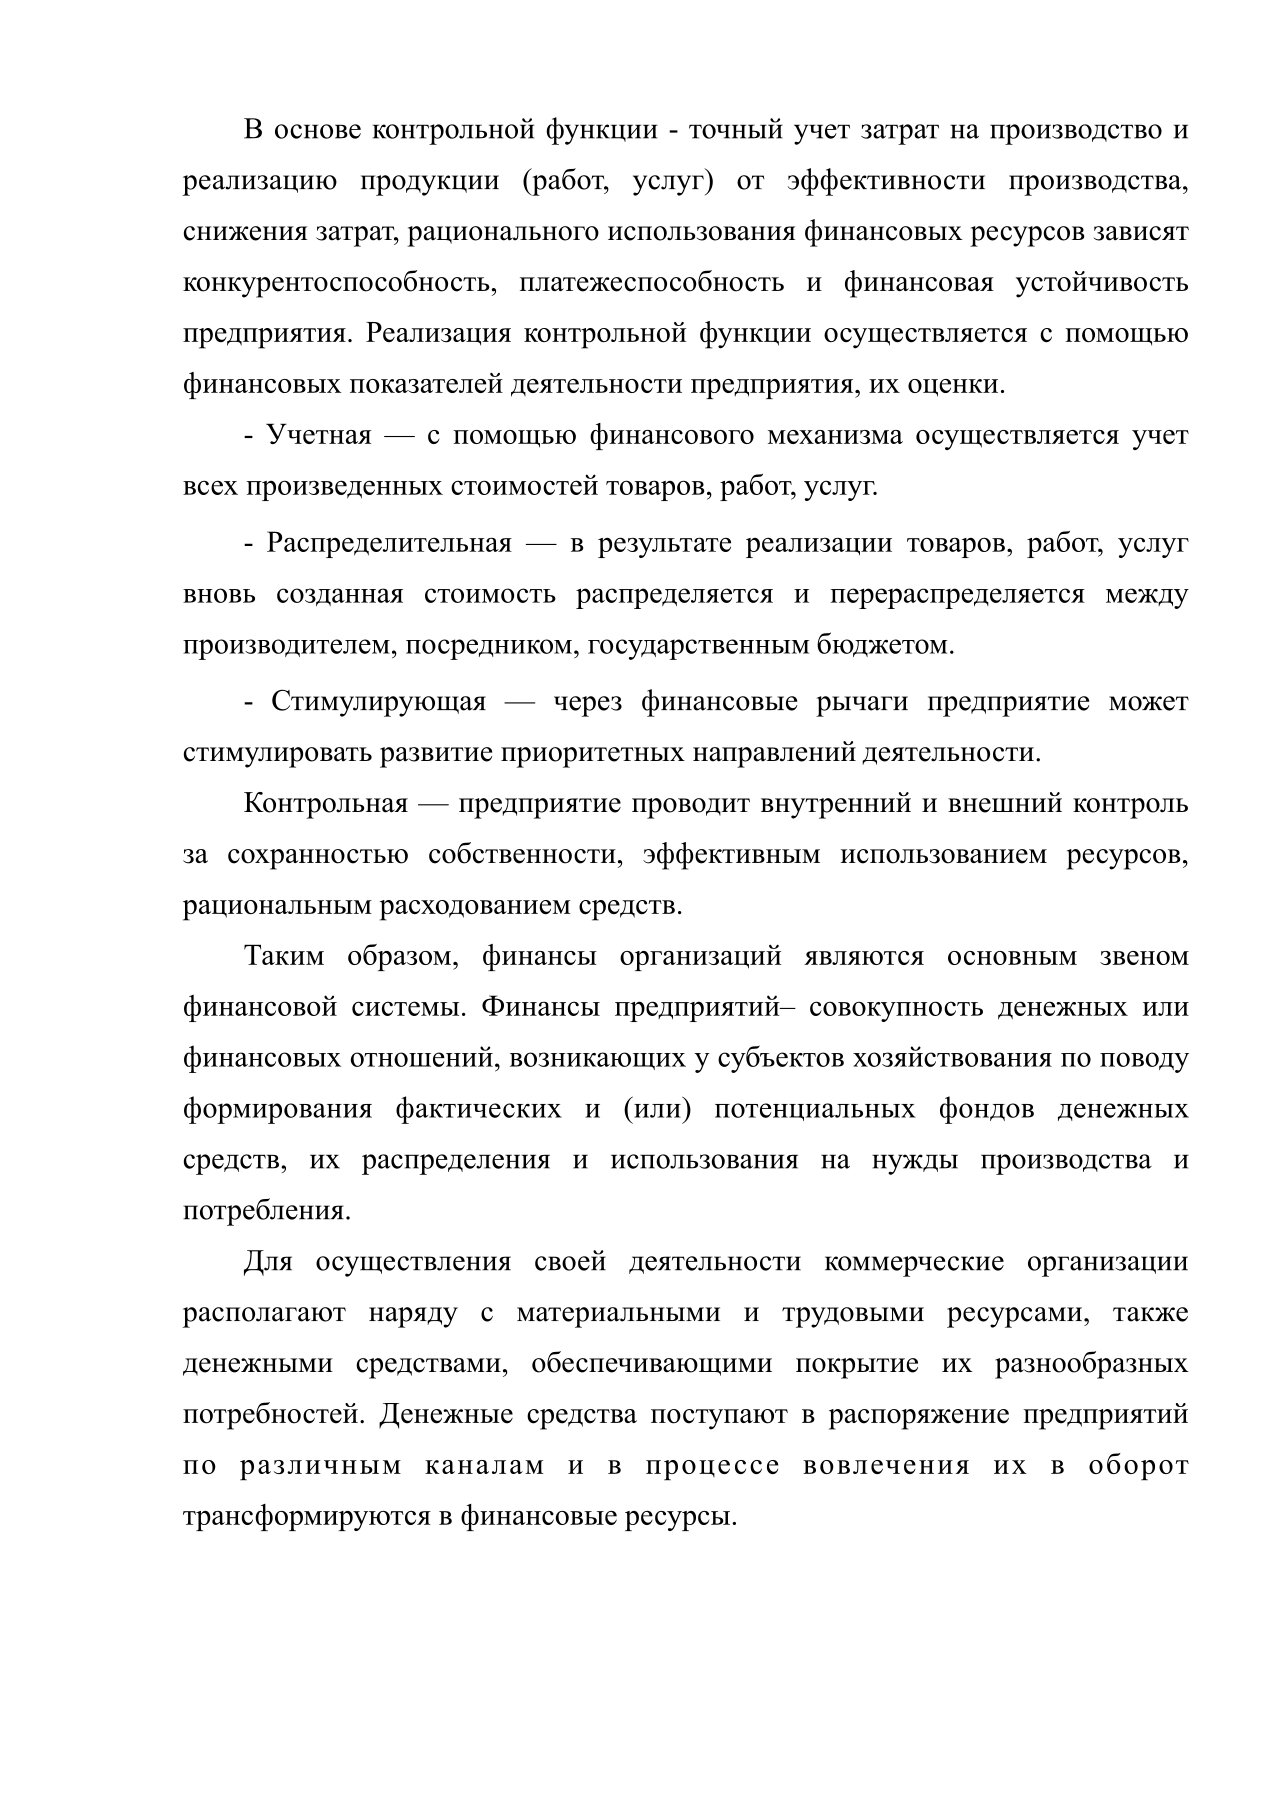 В основе контрольной функции - точный учет затрат на производство и
реализацию продукции (работ, услуг) от эффективности производства,
снижения затрат, рационального использования финансовых ресурсов зависят
конкурентоспособность, платежеспособность и финансовая устойчивость
предприятия. Реализация контрольной функции осуществляется с помощью
финансовых показателей деятельности предприятия, их оценки.
- Учетная — с помощью финансового механизма осуществляется учет
всех произведенных стоимостей товаров, работ, услуг.
- Распределительная — в результате реализации товаров, работ, услуг
вновь созданная стоимость распределяется и перераспределяется между
производителем, посредником, государственным бюджетом.
- Стимулирующая — через финансовые рычаги предприятие может
стимулировать развитие приоритетных направлений деятельности.
Контрольная — предприятие проводит внутренний и внешний контроль
за сохранностью собственности, эффективным использованием ресурсов,
рациональным расходованием средств.
Таким образом, финансы организаций являются основным звеном
финансовой системы. Финансы предприятий– совокупность денежных или
финансовых отношений, возникающих у субъектов хозяйствования по поводу
формирования фактических и (или) потенциальных фондов денежных
средств, их распределения и использования на нужды производства и
потребления.
Для осуществления своей деятельности коммерческие организации
располагают наряду с материальными и трудовыми ресурсами, также
денежными средствами, обеспечивающими покрытие их разнообразных
потребностей. Денежные средства поступают в распоряжение предприятий
по различным каналам и в процессе вовлечения их в оборот
трансформируются в финансовые ресурсы.